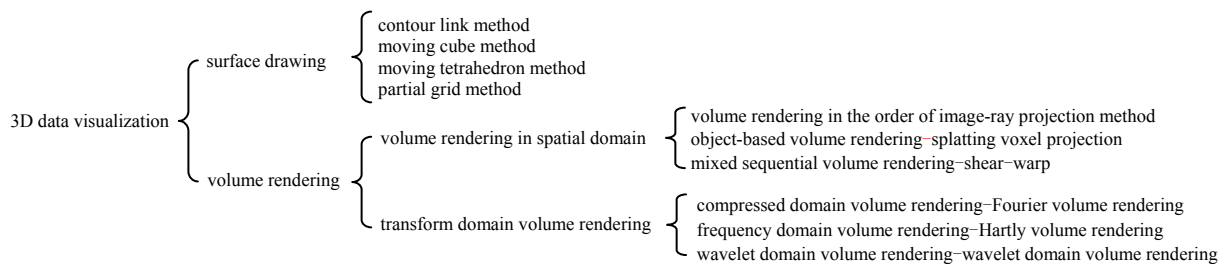 contour link method
moving cube method
surface drawing
moving tetrahedron method
partial grid method
3D data visualization
volume rendering in the order of image-ray projection method
volume rendering in spatial domain
object-based volume rendering−splatting voxel projection
mixed sequential volume rendering−shear−warp
volume rendering
compressed domain volume rendering−Fourier volume rendering
transform domain volume rendering
frequency domain volume rendering−Hartly volume rendering
wavelet domain volume rendering−wavelet domain volume rendering